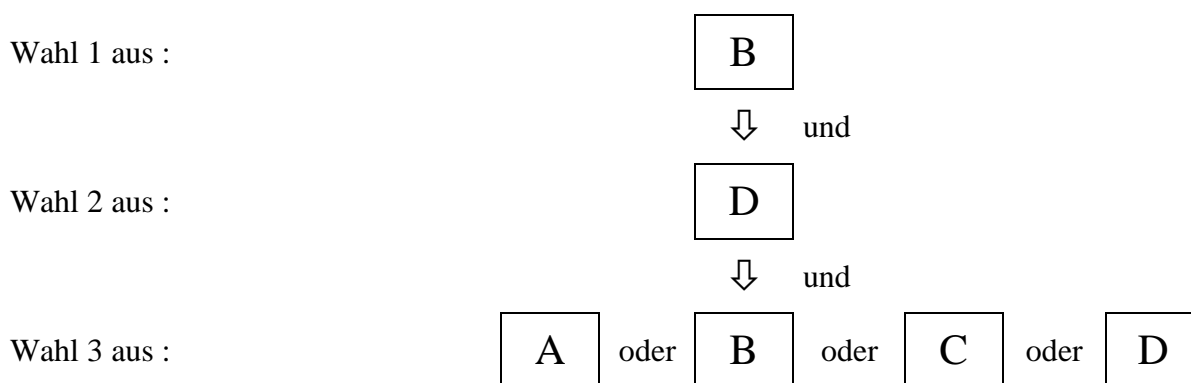 Wahl 1 aus : B
und
Wahl 2 aus : D
und
Wahl 3 aus : A oder B oder C oder D